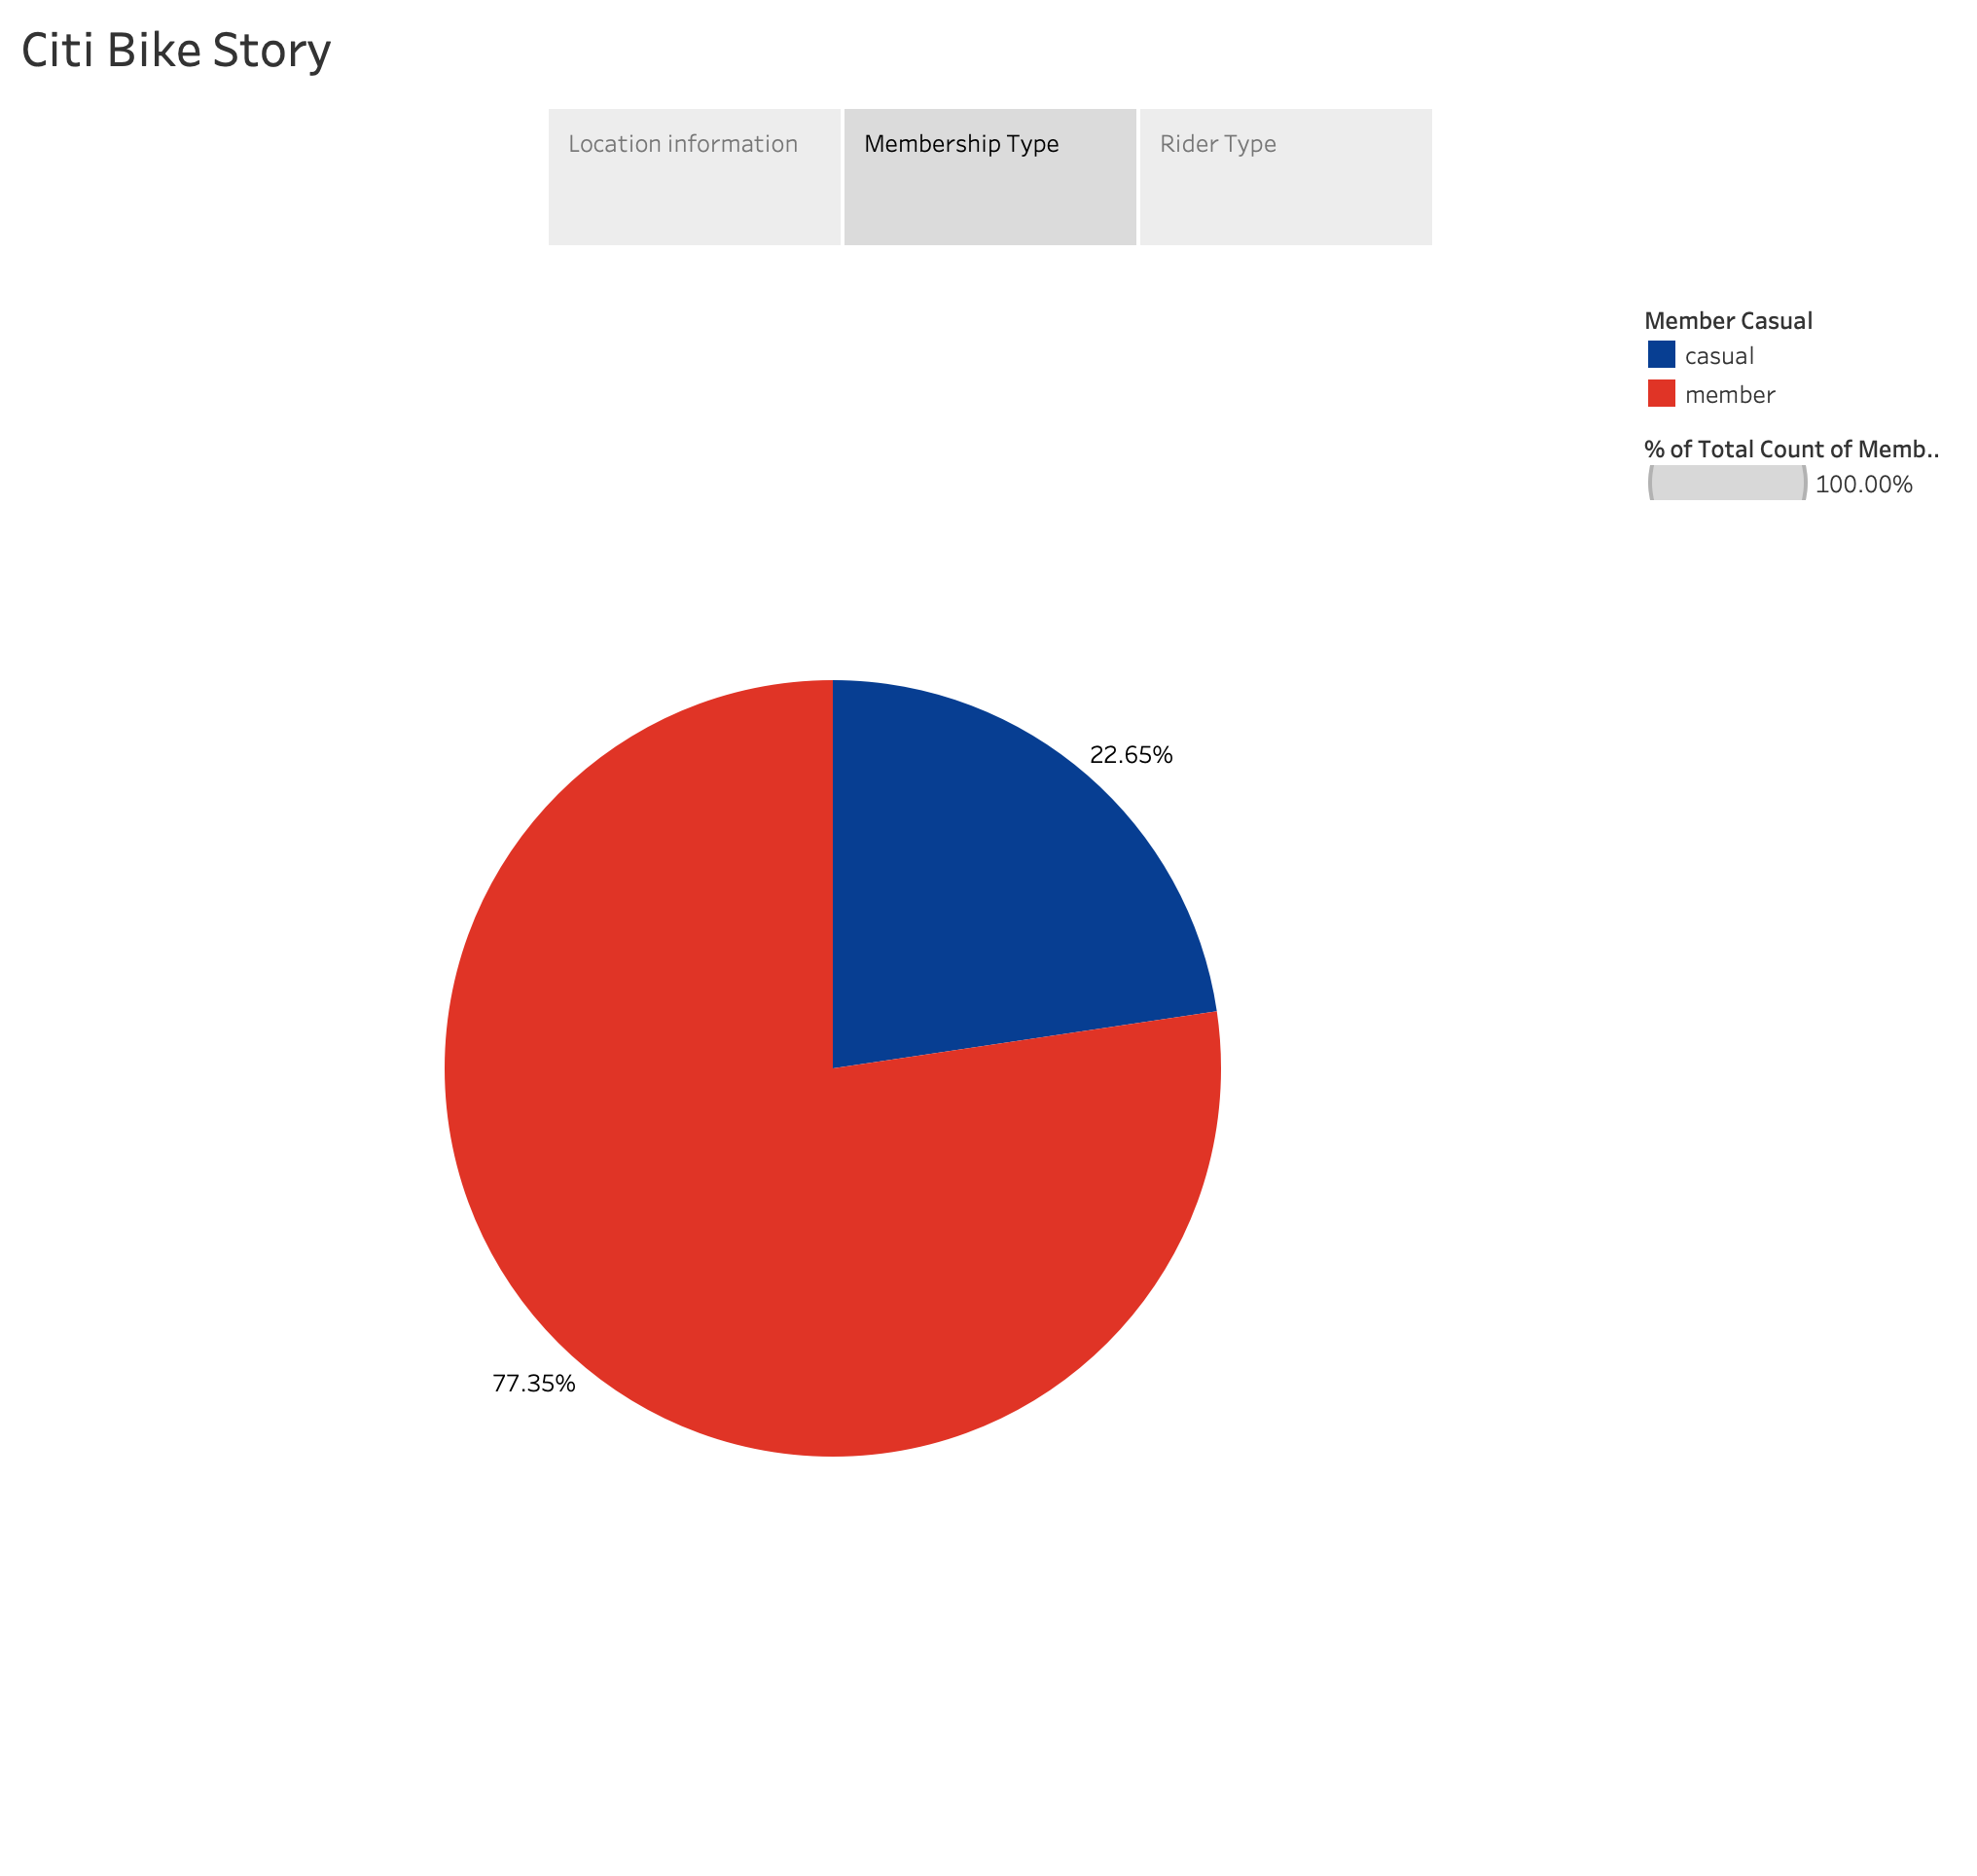 Citi Bike Story
Location information
Membership Type
Rider Type
Member Casual
casual
member
% of Total Count of Memb..
100.00%
22.65%
77.35%